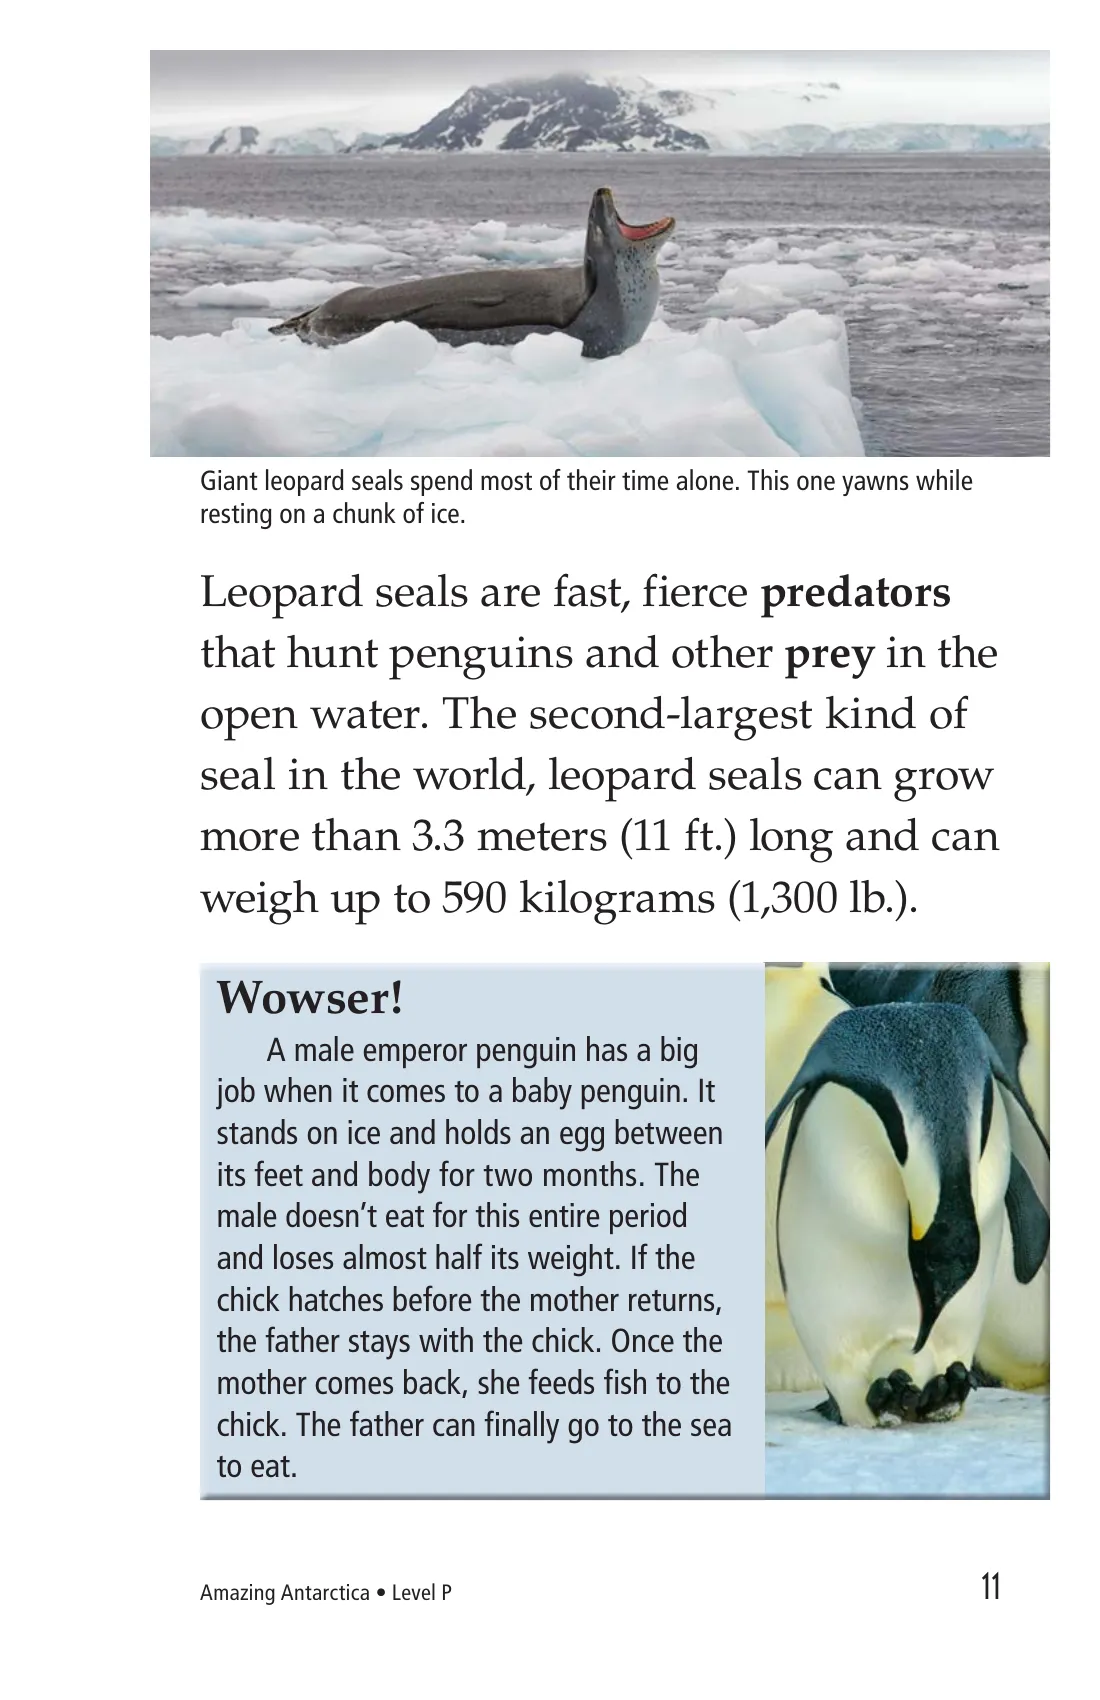 Giant leopard seals spend most of their time alone. This one yawns while
resting on a chunk of ice.
Leopard seals are fast, fierce predators
that hunt penguins and other prey in the
open water. The second-largest kind of
seal in the world, leopard seals can grow
more than 3.3 meters (11 ft.) long and can
weigh up to 590 kilograms (1,300 lb.).
Wowser!
A male emperor penguin has a big
job when it comes to a baby penguin. It
stands on ice and holds an egg between
its feet and body for two months. The
male doesn’t eat for this entire period
and loses almost half its weight. If the
chick hatches before the mother returns,
the father stays with the chick. Once the
mother comes back, she feeds fish to the
chick. The father can finally go to the sea
to eat.
Amazing Antarctica • Level P
11